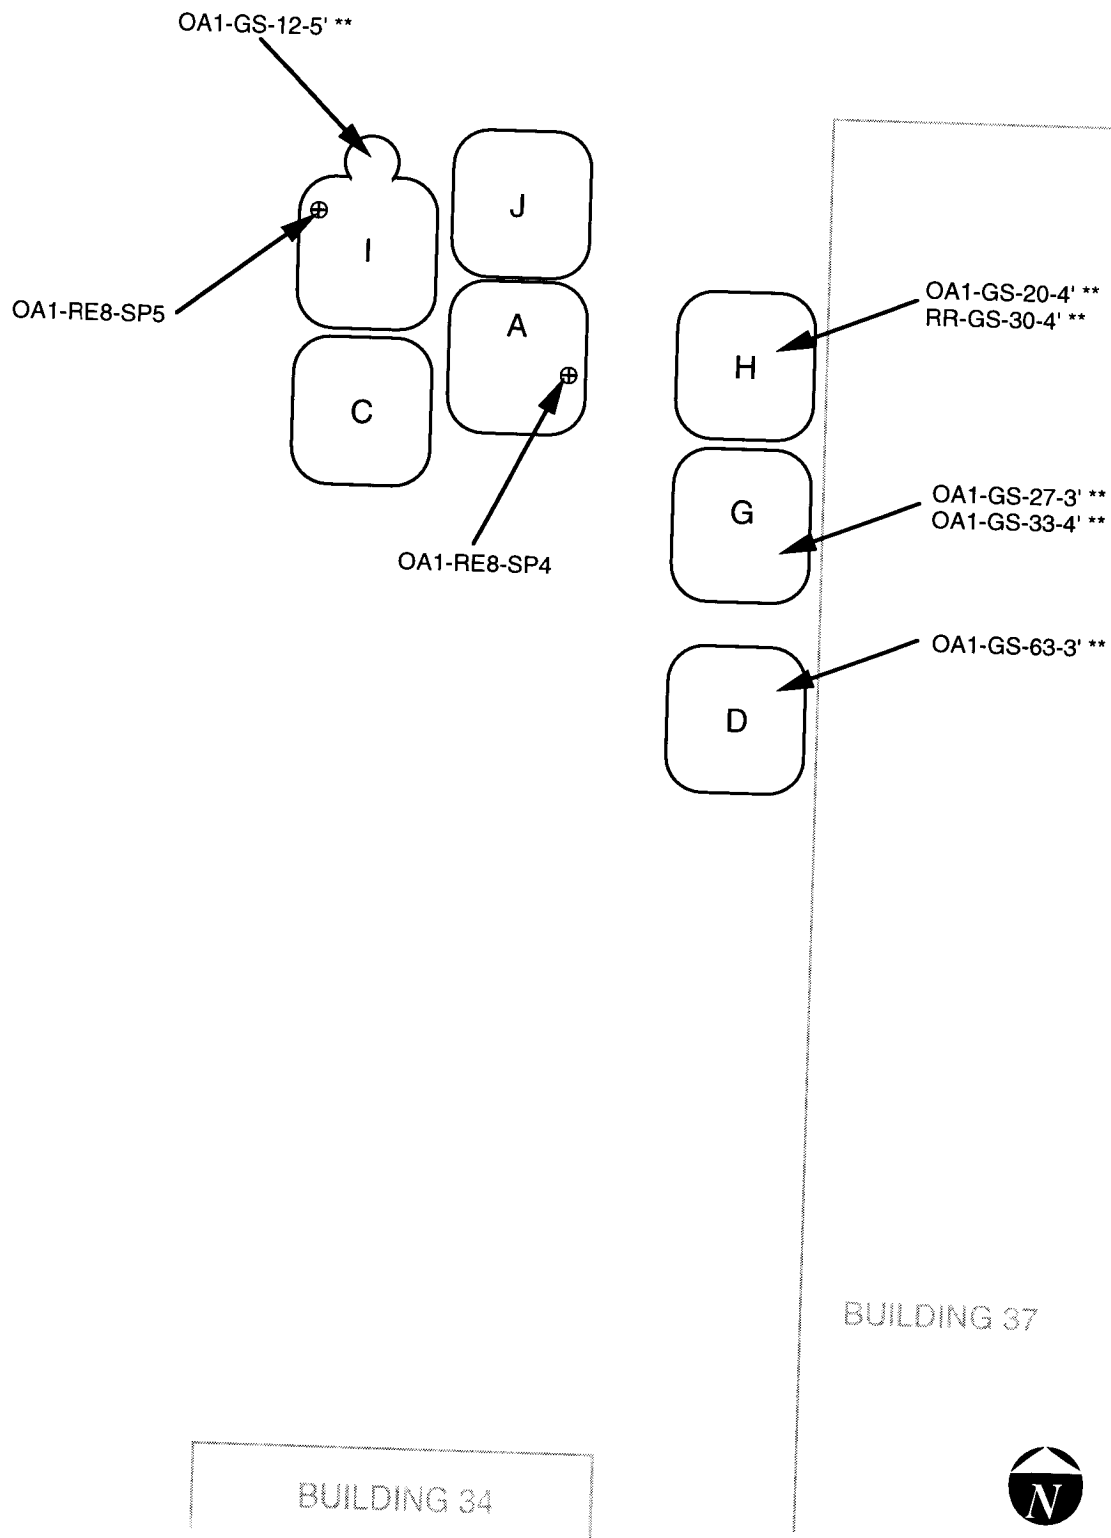 OA1-GS-12-5' **
J
I
OA1-RE8-SP5
A
OA1-GS-20-4' **
RR-GS-30-4' **
H
C
OA1-GS-27-3' **
OA1-GS-33-4' **
G
OA1-RE8-SP4
OA1-GS-63-3' **
D
BUILDING 37
BUILDING 34
N